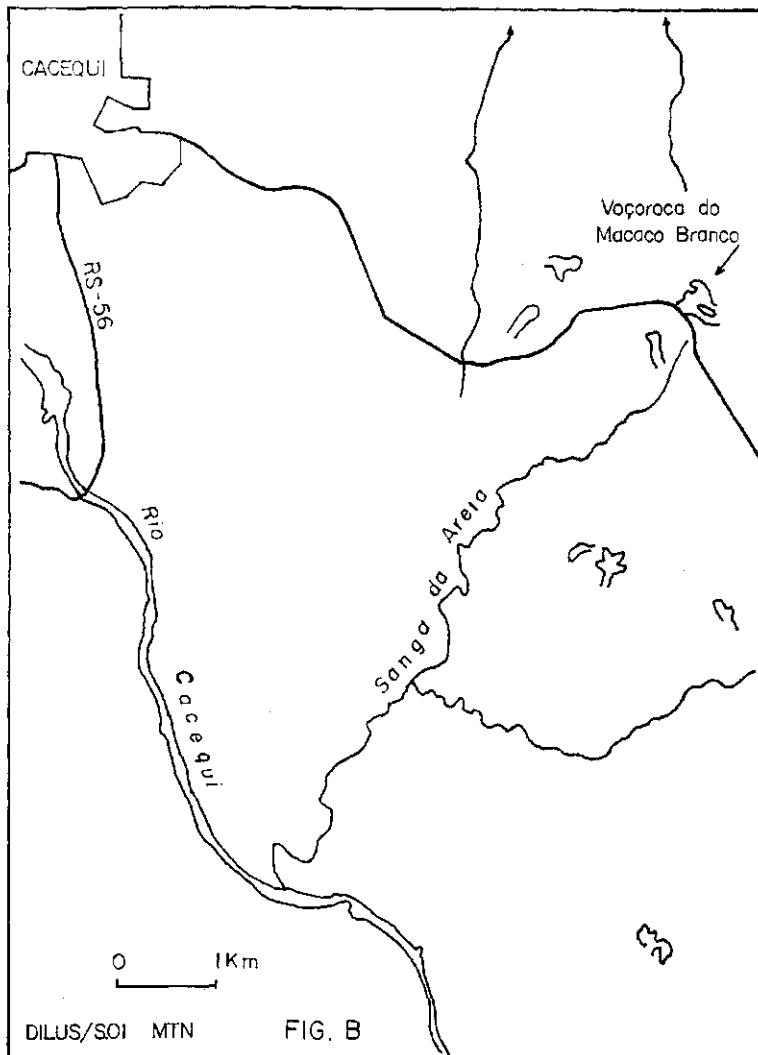 CACEQUI
Voçoroca do
Macaco Branco
RS-56
Rio
Cacequi
Sanga da Areia
0 1Km
DILUS/SOI MTN FIG. B